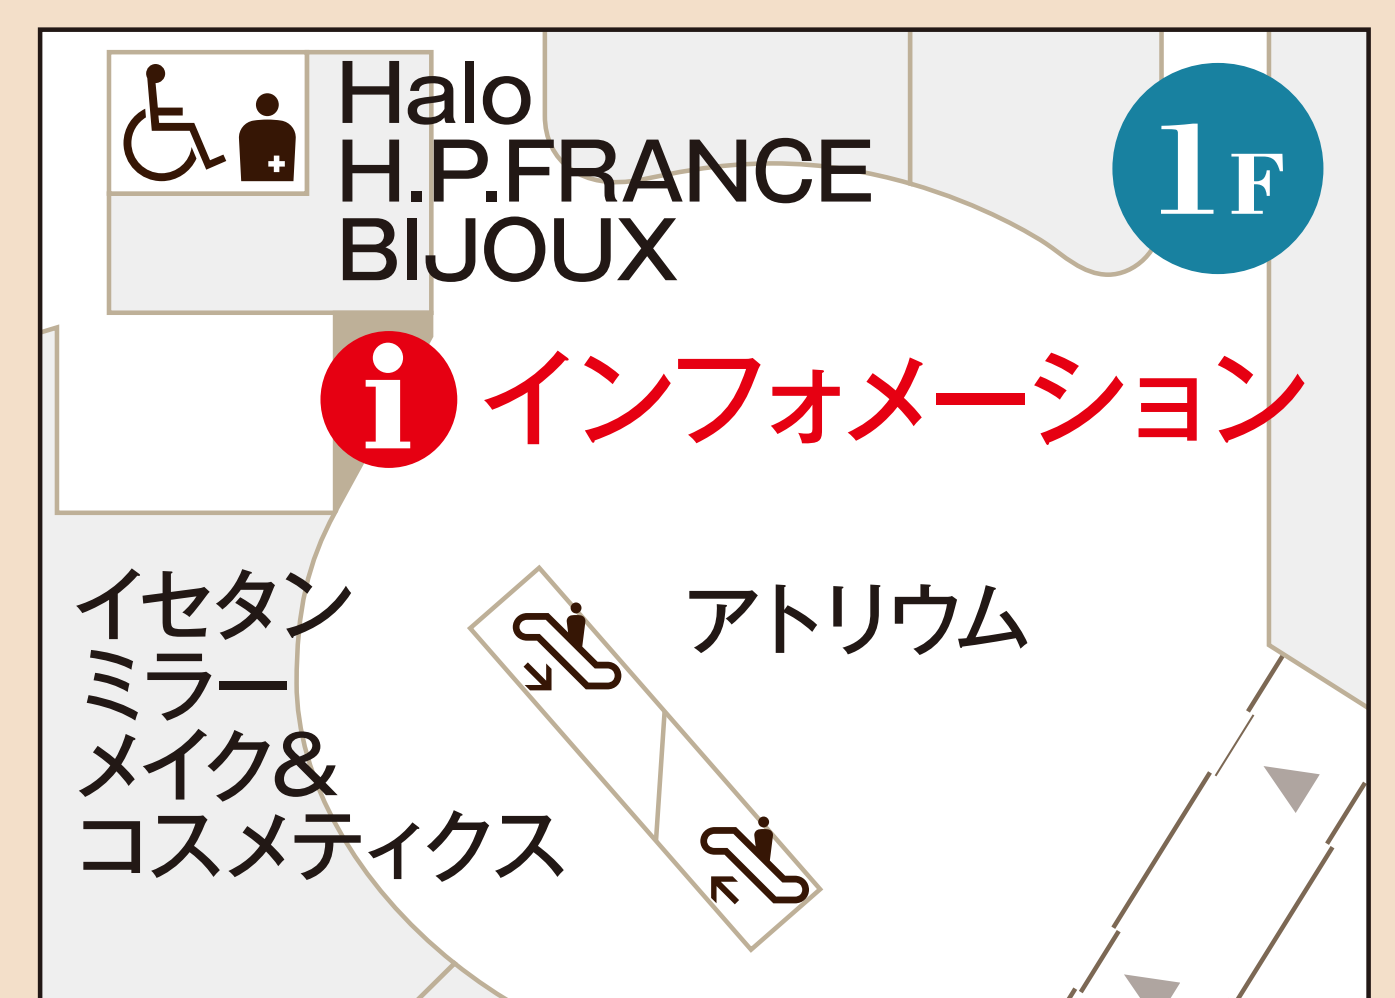 Halo
H.P.FRANCE
BIJOUX
1F
i インフォメーション
イセタン
ミラー
メイク&
コスメティクス
アトリウム